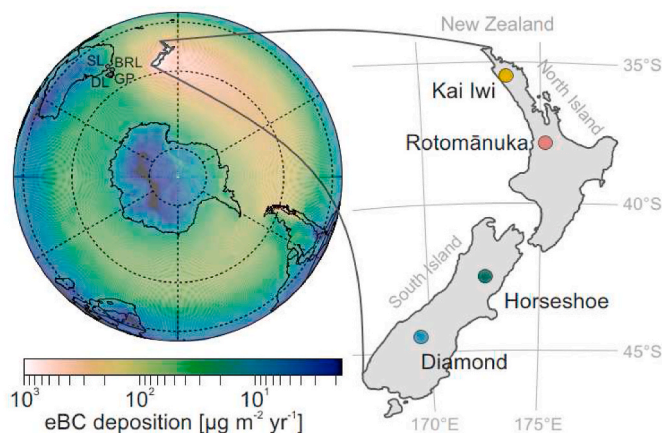 New Zealand
SL
BRL
DL
GP
35°S
Kai Iwi
North Island
Rotomānuka
40°S
South Island
Horseshoe
Diamond
45°S
10³
10²
10¹
170°E
175°E
eBC deposition [µg m⁻² yr⁻¹]